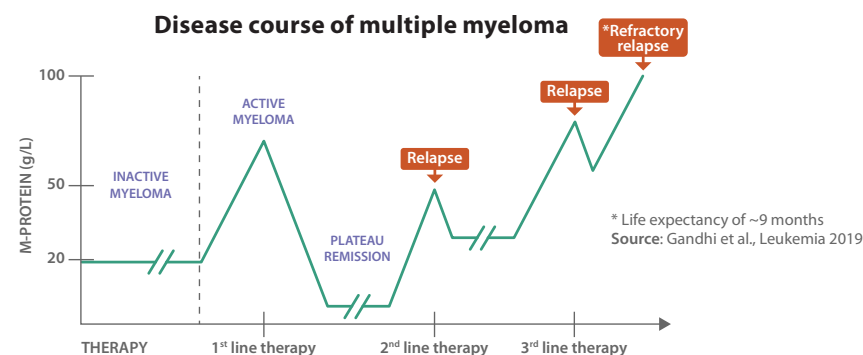 Disease course of multiple myeloma
*Refractory
relapse
Relapse
Relapse
M-PROTEIN (g/L)
100
50
20
INACTIVE
MYELOMA
ACTIVE
MYELOMA
PLATEAU
REMISSION
* Life expectancy of ~9 months
Source: Gandhi et al., Leukemia 2019
THERAPY
1st line therapy
2nd line therapy
3rd line therapy